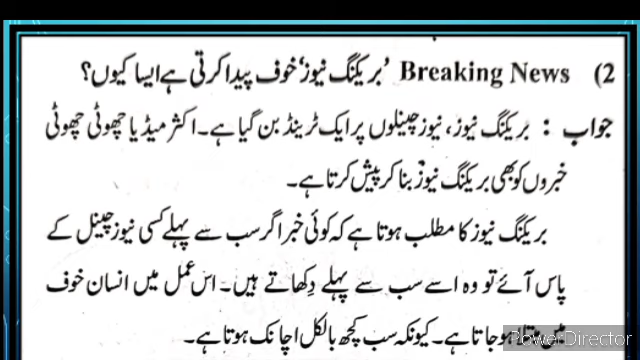 2) Breaking News 'بریکنگ نیوز' خوف پیدا کرتی ہے ایسا کیوں؟
جواب : بریکنگ نیوز، نیوز چینلوں پر ایک ٹرینڈ بن گیا ہے۔ اکثر میڈیا چھوٹی چھوٹی
خبروں کو بھی بریکنگ نیوز بنا کر پیش کرتا ہے۔
بریکنگ نیوز کا مطلب ہوتا ہے کہ کوئی خبر اگر سب سے پہلے کسی نیوز چینل کے
پاس آئے تو وہ اسے سب سے پہلے دِکھاتے ہیں۔ اس عمل میں انسان خوف
میں مبتلا ہو جاتا ہے۔ کیونکہ سب کچھ بالکل اچانک ہوتا ہے۔
PowerDirector